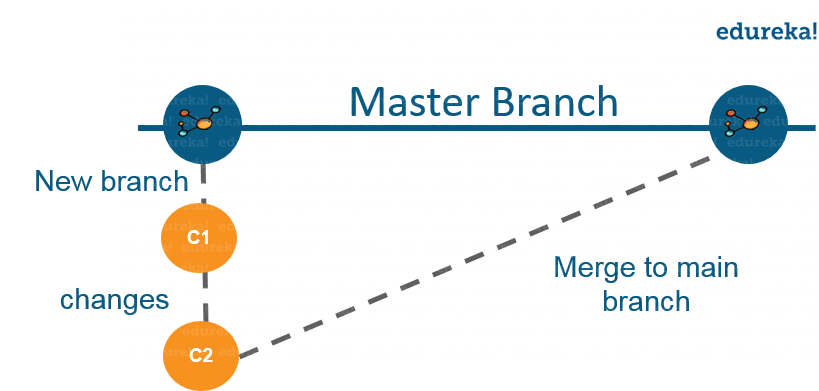 edureka!
Master Branch
New branch
C1
changes
C2
Merge to main
branch